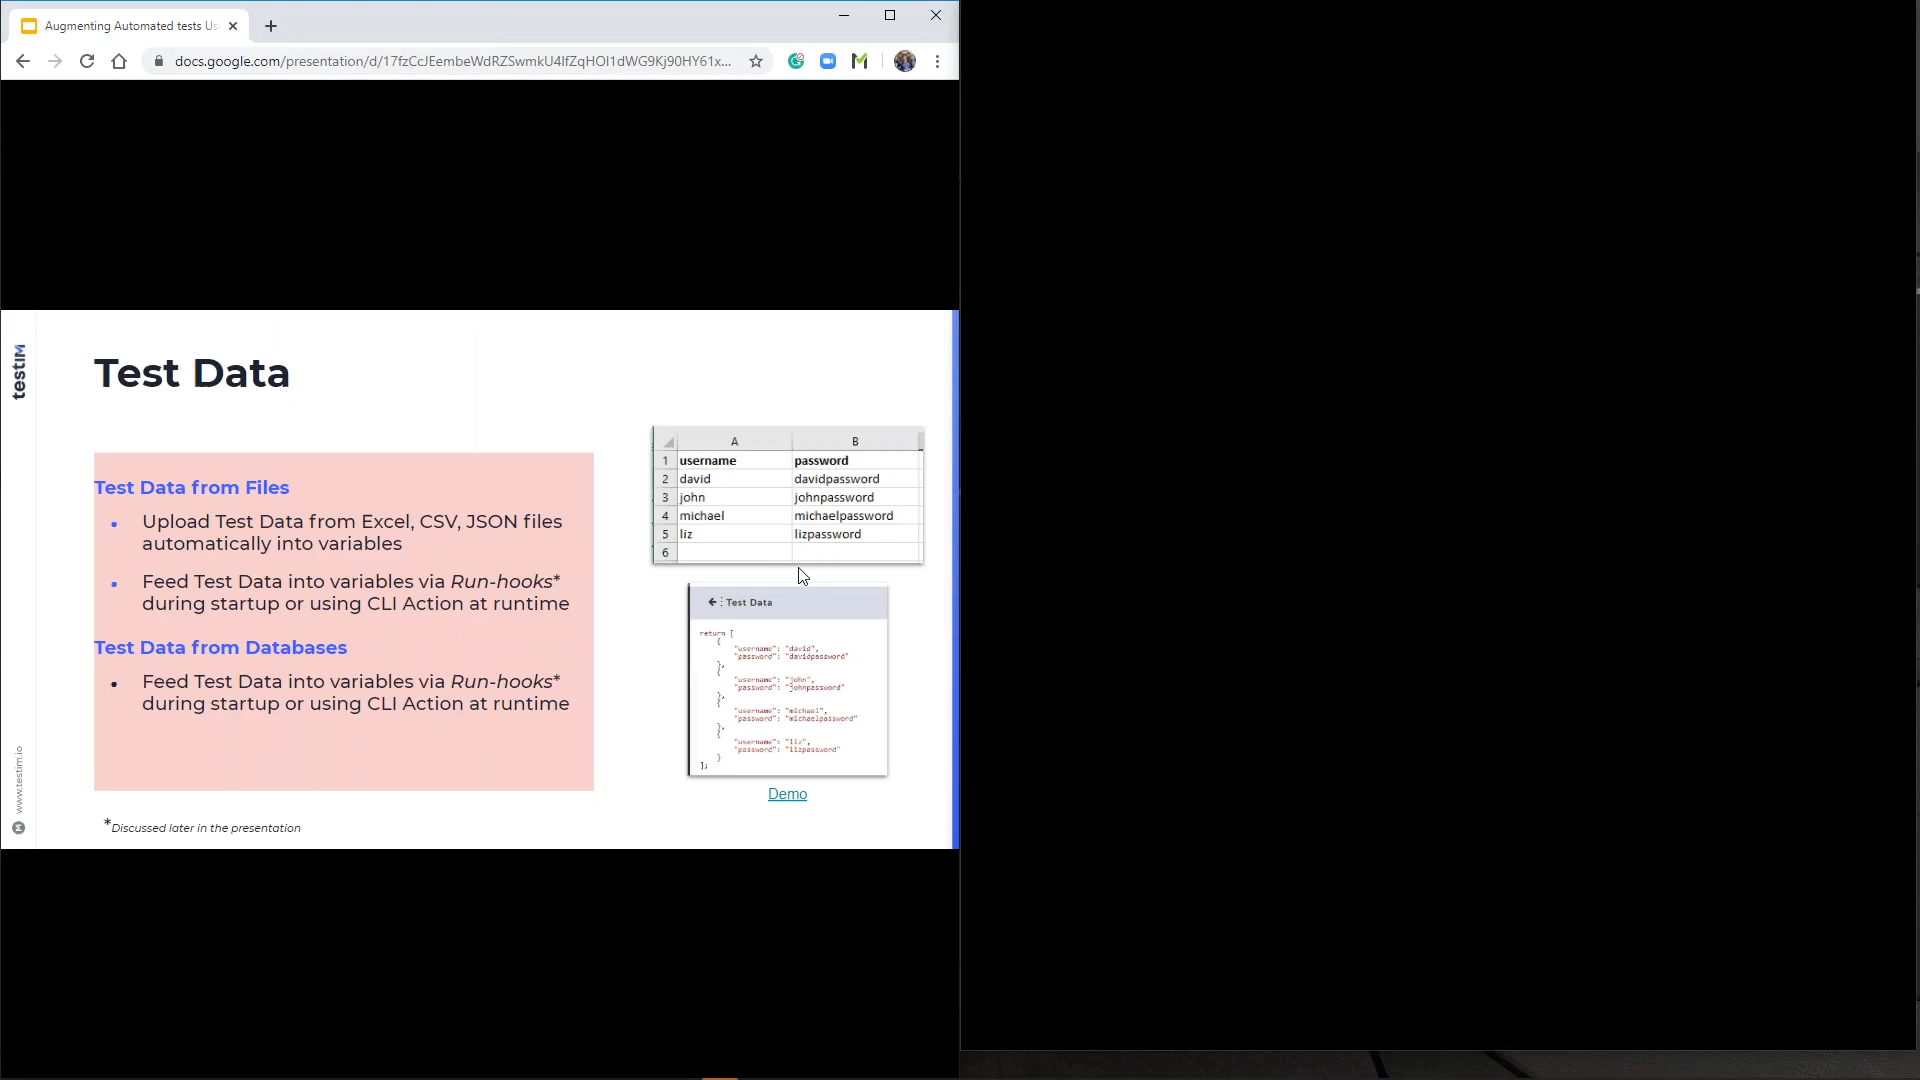 Augmenting Automated tests Us
docs.google.com/presentation/d/17fzCcJEembeWdRZSwmkU4IfZqHOI1dWG9Kj90HY61x...
testim
Test Data
Test Data from Files
• Upload Test Data from Excel, CSV, JSON files
automatically into variables
• Feed Test Data into variables via Run-hooks*
during startup or using CLI Action at runtime
Test Data from Databases
• Feed Test Data into variables via Run-hooks*
during startup or using CLI Action at runtime
*Discussed later in the presentation
www.testim.io
A B
1 username password
2 david davidpassword
3 john johnpassword
4 michael michaelpassword
5 liz lizpassword
6
Test Data
return [
{
"username": "david",
"password": "davidpassword"
},
{
"username": "john",
"password": "johnpassword"
},
{
"username": "michael",
"password": "michaelpassword"
},
{
"username": "liz",
"password": "lizpassword"
}
];
Demo